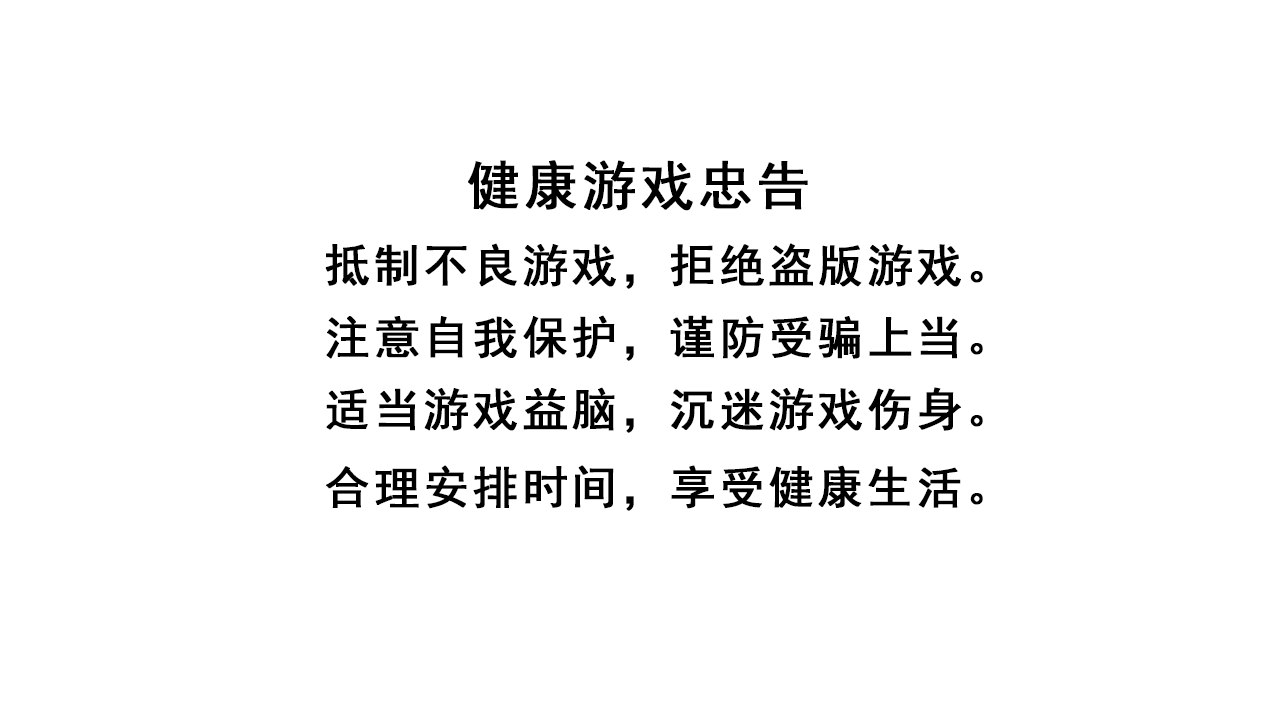 健康游戏忠告
抵制不良游戏，拒绝盗版游戏。
注意自我保护，谨防受骗上当。
适当游戏益脑，沉迷游戏伤身。
合理安排时间，享受健康生活。